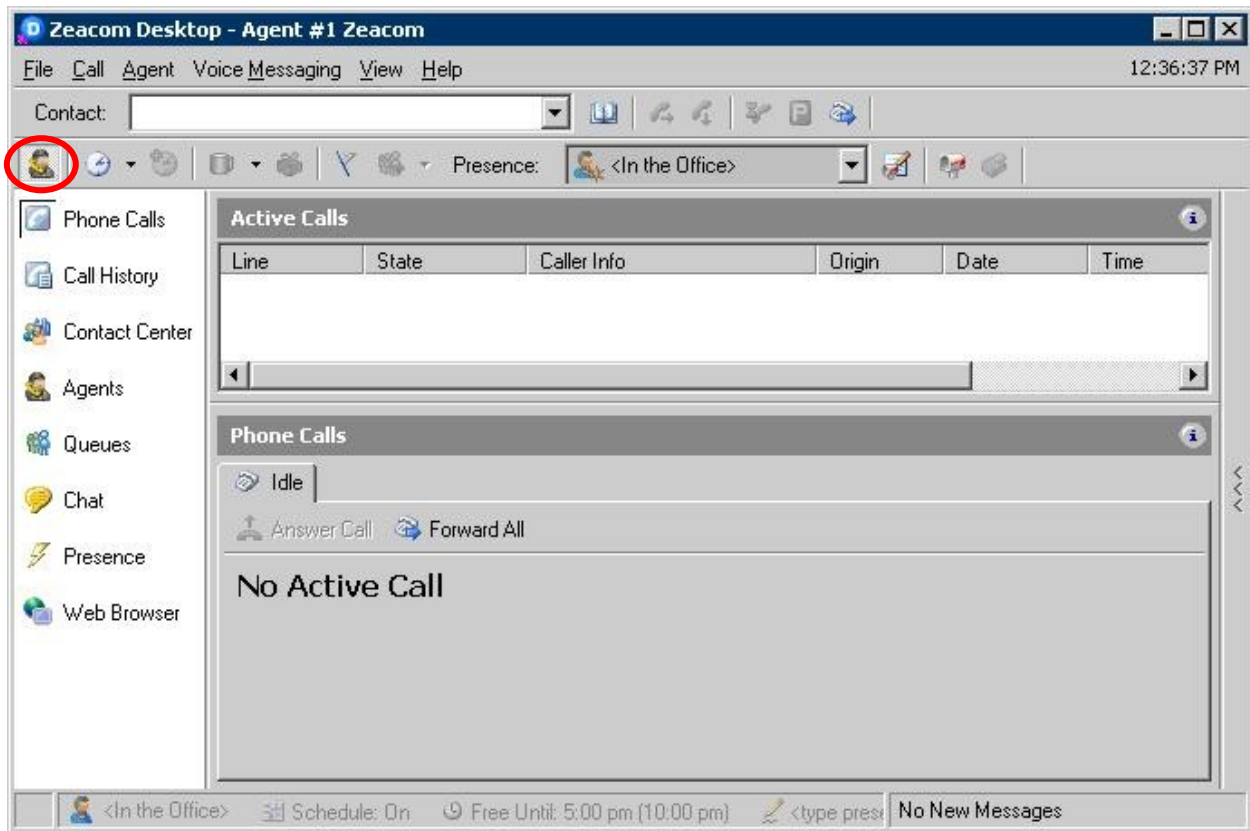 Zeacom Desktop - Agent #1 Zeacom
File Call Agent Voice Messaging View Help 12:36:37 PM
Contact:
Presence: <In the Office>
Phone Calls
Call History
Contact Center
Agents
Queues
Chat
Presence
Web Browser
Active Calls
Line State Caller Info Origin Date Time
Phone Calls
Idle
Answer Call Forward All
No Active Call
<In the Office> Schedule: On Free Until: 5:00 pm (10:00 pm) <type prese No New Messages